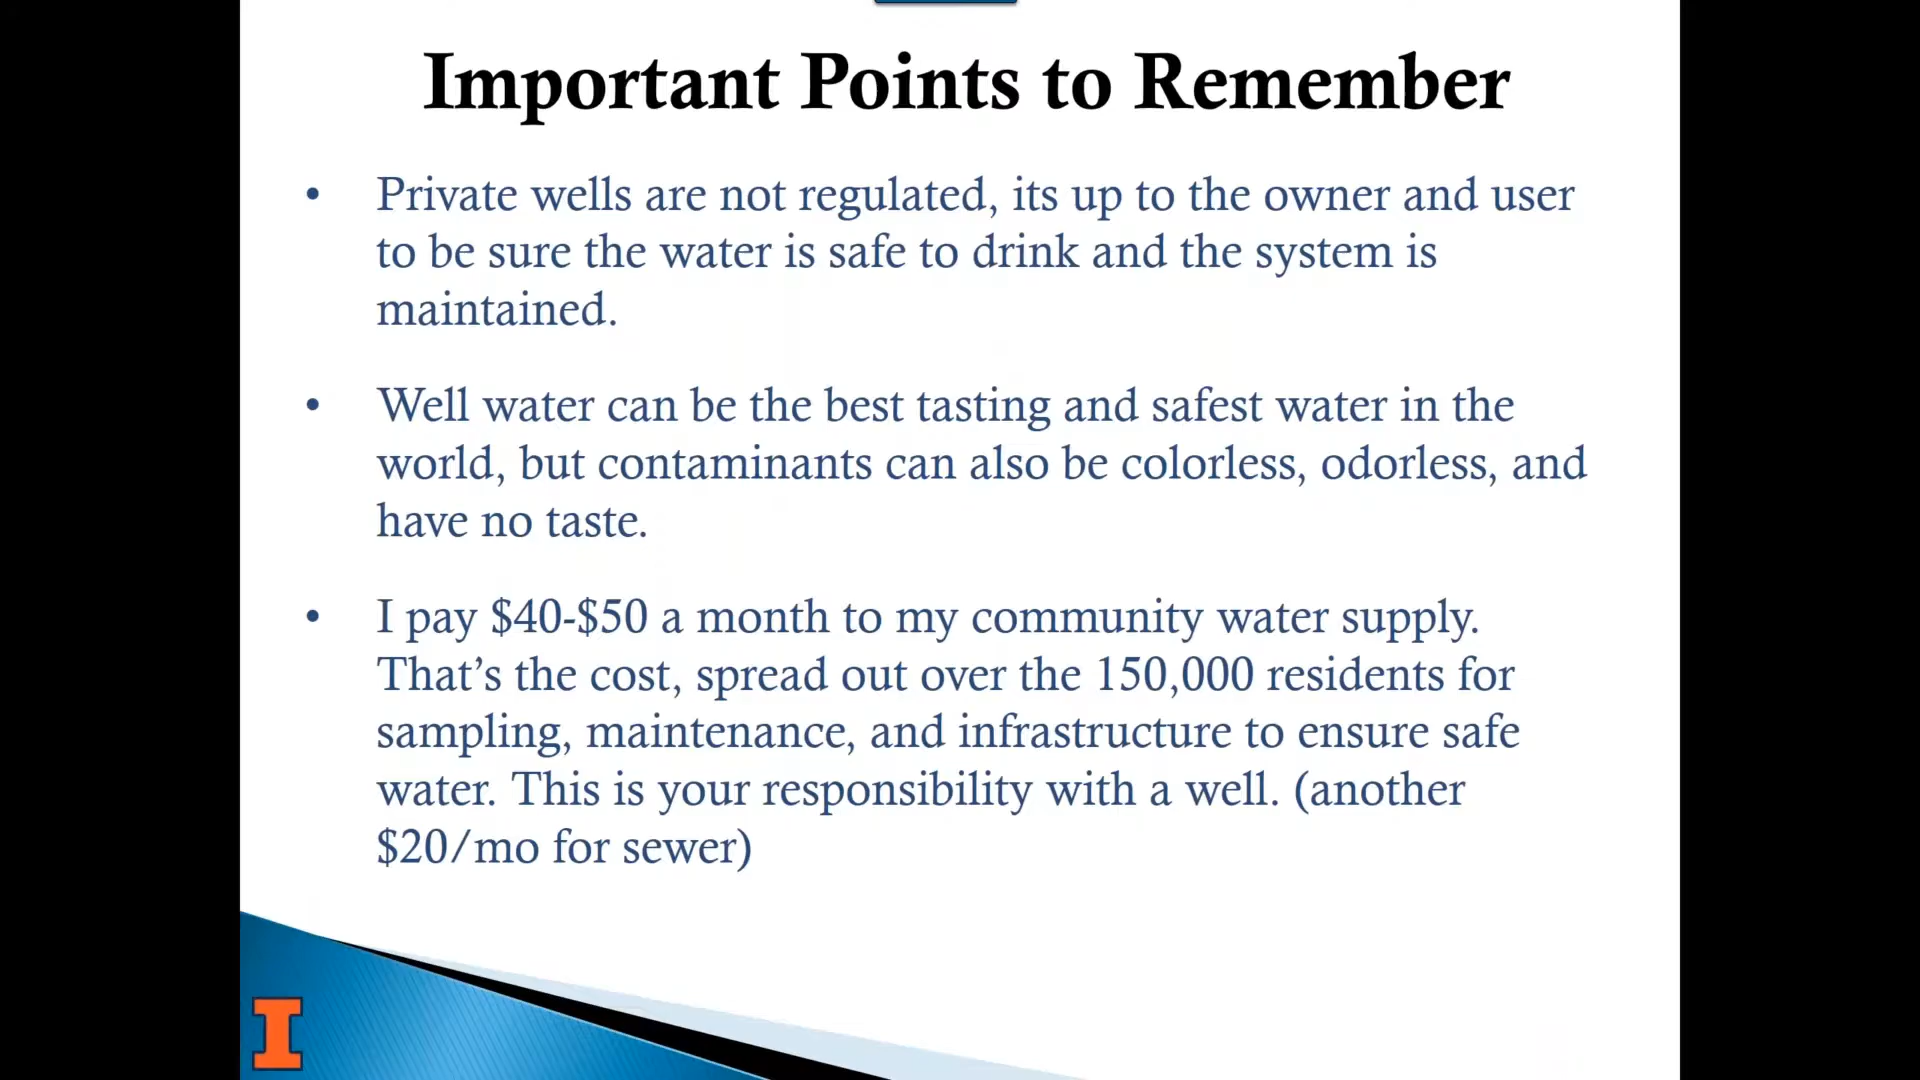 Important Points to Remember
• Private wells are not regulated, its up to the owner and user
to be sure the water is safe to drink and the system is
maintained.
• Well water can be the best tasting and safest water in the
world, but contaminants can also be colorless, odorless, and
have no taste.
• I pay $40-$50 a month to my community water supply.
That’s the cost, spread out over the 150,000 residents for
sampling, maintenance, and infrastructure to ensure safe
water. This is your responsibility with a well. (another
$20/mo for sewer)
I